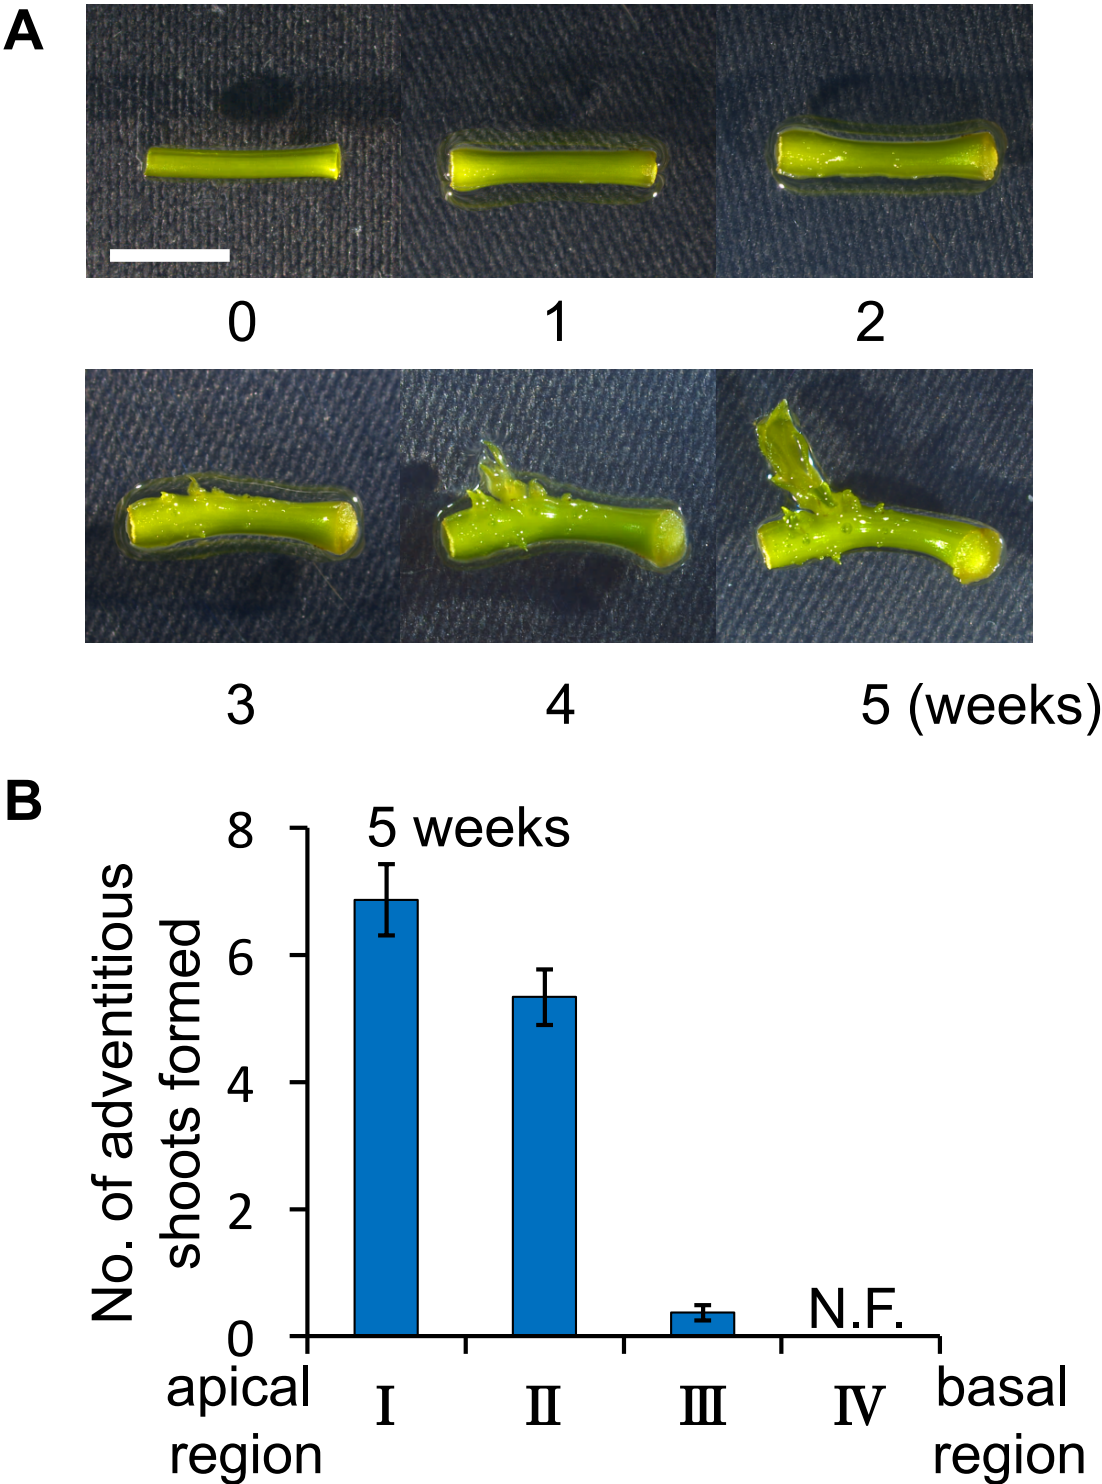 A
0
1
2
3
4
5 (weeks)
B
5 weeks
No. of adventitious
shoots formed
8
6
4
2
0
N.F.
apical
region
I
II
III
IV
basal
region